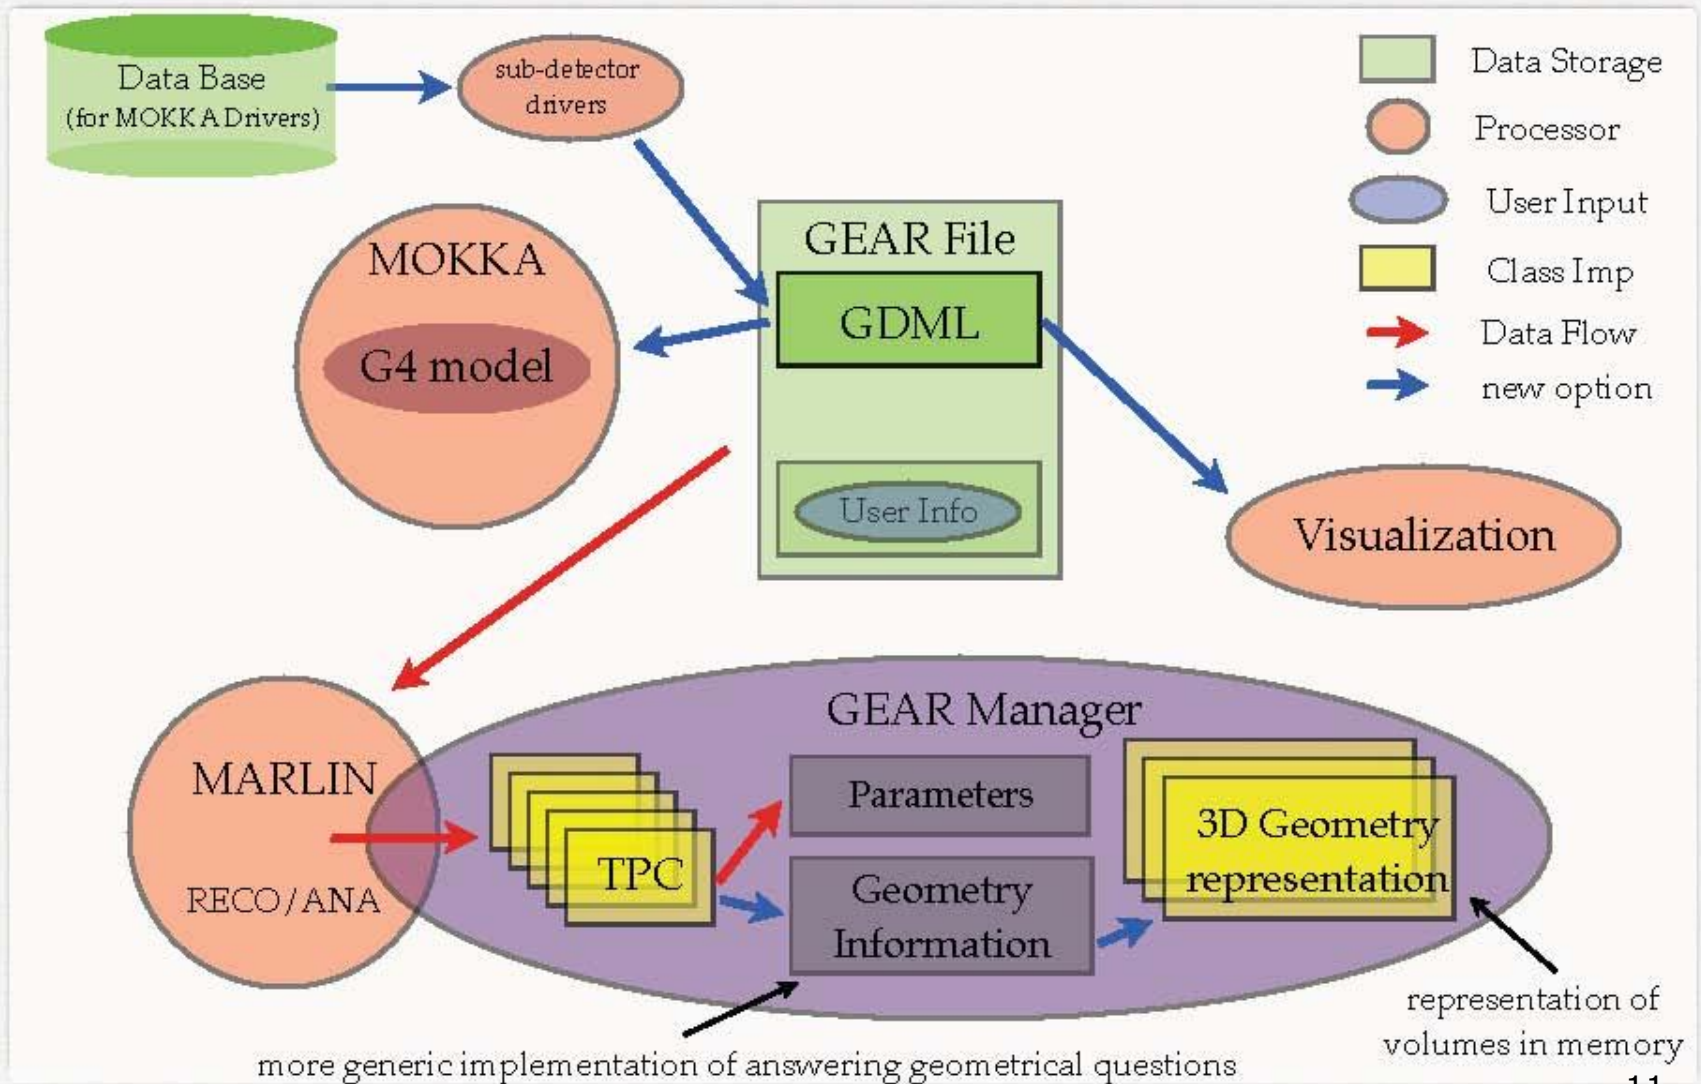 Data Base
(for MOKKA Drivers)
sub-detector
drivers
Data Storage
Processor
User Input
Class Imp
Data Flow
new option
MOKKA
G4 model
GEAR File
GDML
User Info
Visualization
MARLIN
RECO/ANA
GEAR Manager
TPC
Parameters
Geometry
Information
3D Geometry
representation
representation of
volumes in memory
more generic implementation of answering geometrical questions